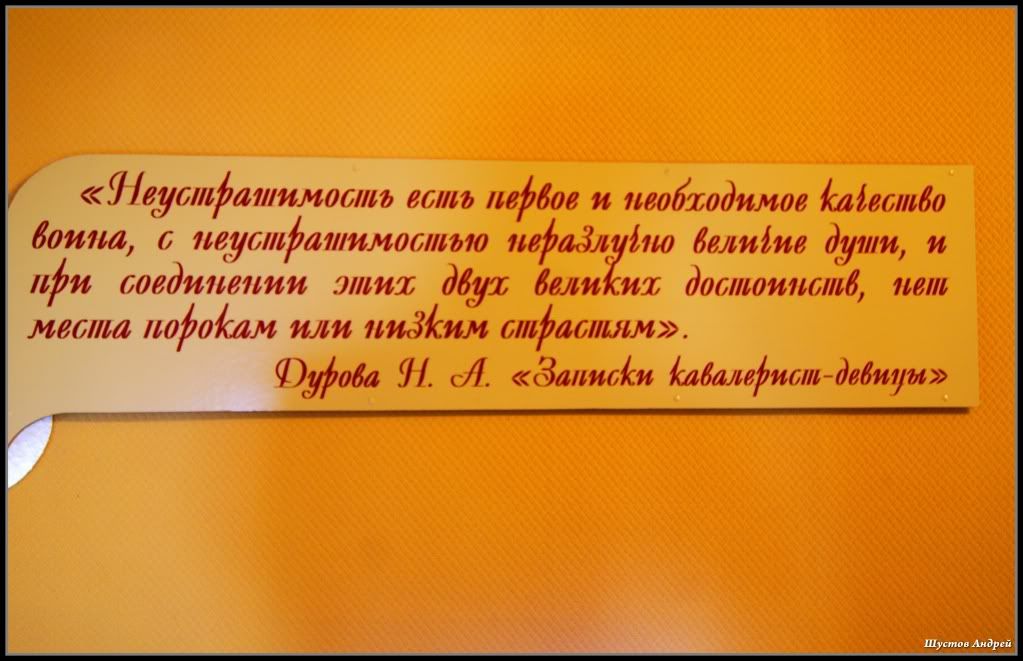 «Неустрашимость есть первое и необходимое качество
воина, с неустрашимостью неразлучно величие души, и
при соединении этих двух великих достоинств, нет
места порокам или низким страстям».
Дурова Н. А. «Записки кавалерист-девицы»
Шустов Андрей